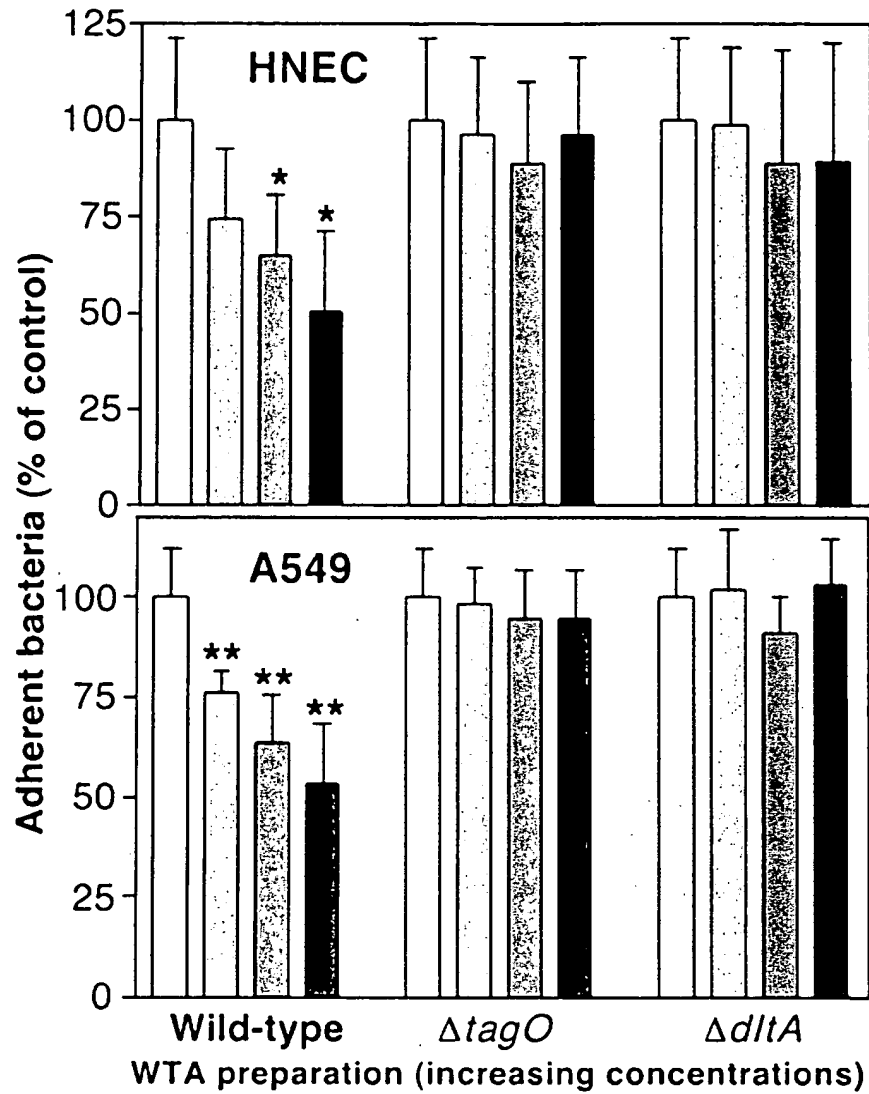 Adherent bacteria (% of control)
125
100
75
50
25
0
HNEC
*
*
100
75
50
25
0
A549
**
**
**
Wild-type
ΔtagO
ΔdltA
WTA preparation (increasing concentrations)